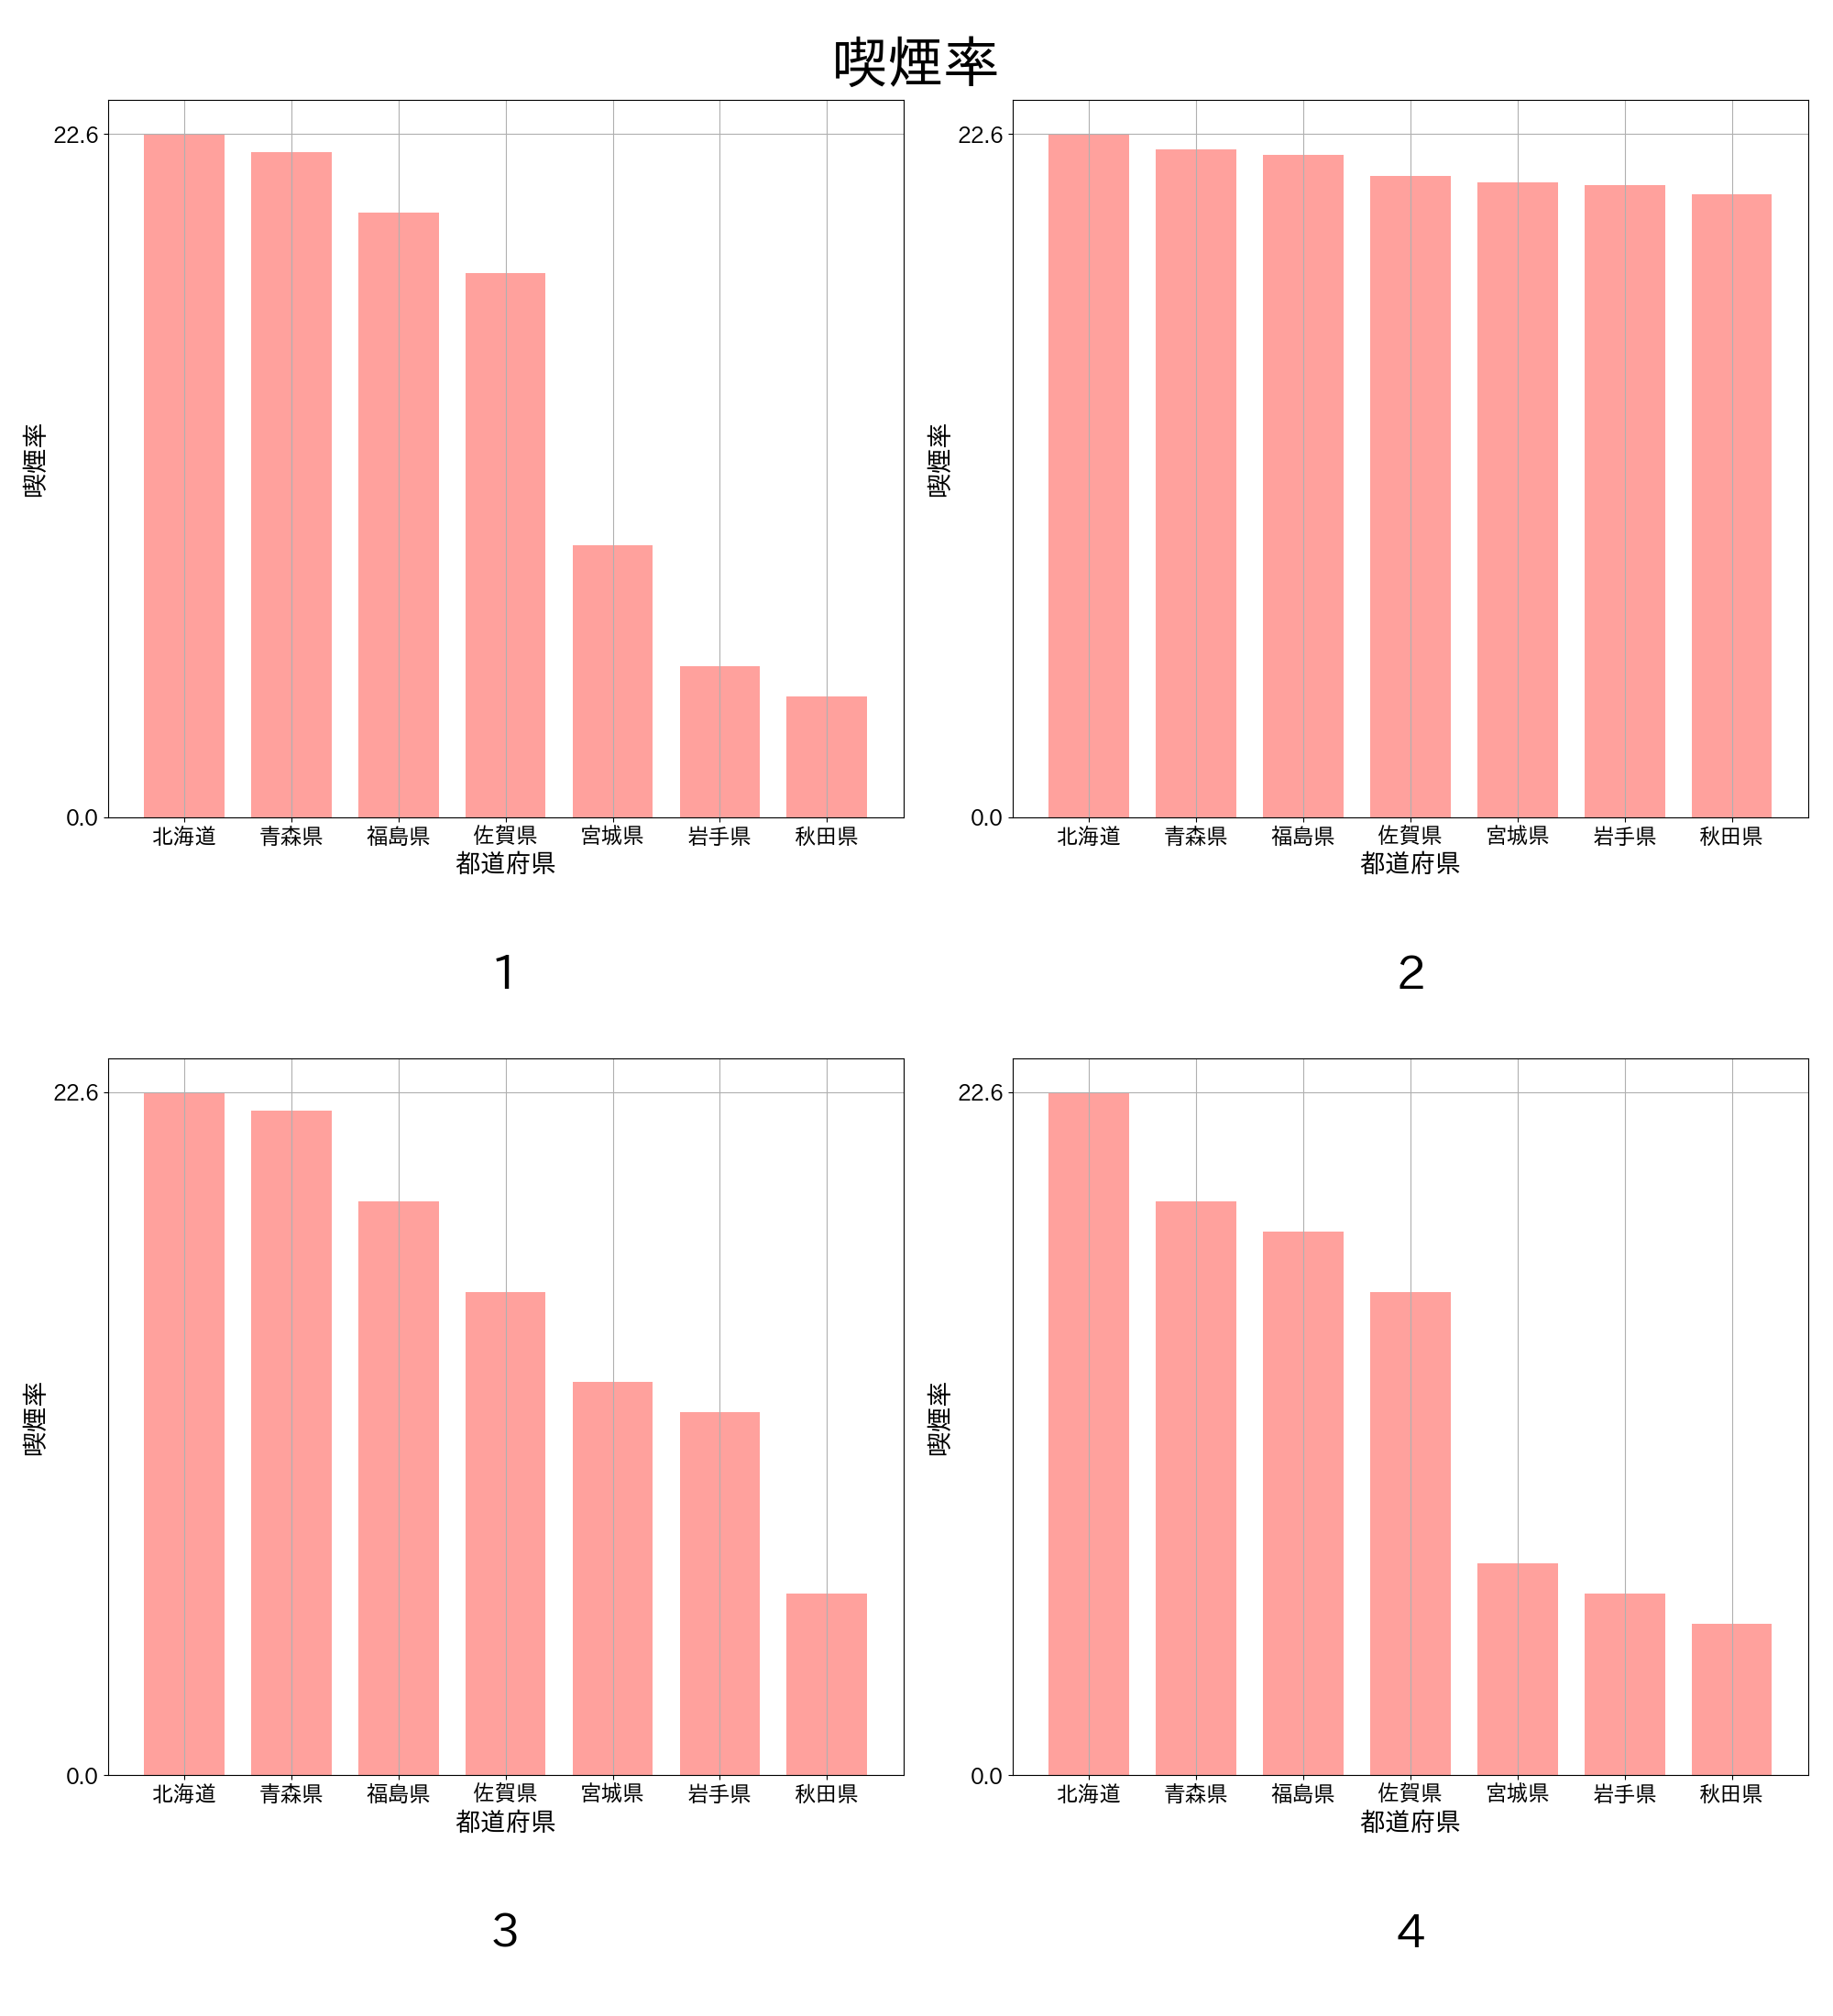 喫煙率
22.6
0.0
喫煙率
北海道 青森県 福島県 佐賀県 宮城県 岩手県 秋田県
都道府県
1
22.6
0.0
喫煙率
北海道 青森県 福島県 佐賀県 宮城県 岩手県 秋田県
都道府県
2
22.6
0.0
喫煙率
北海道 青森県 福島県 佐賀県 宮城県 岩手県 秋田県
都道府県
3
22.6
0.0
喫煙率
北海道 青森県 福島県 佐賀県 宮城県 岩手県 秋田県
都道府県
4